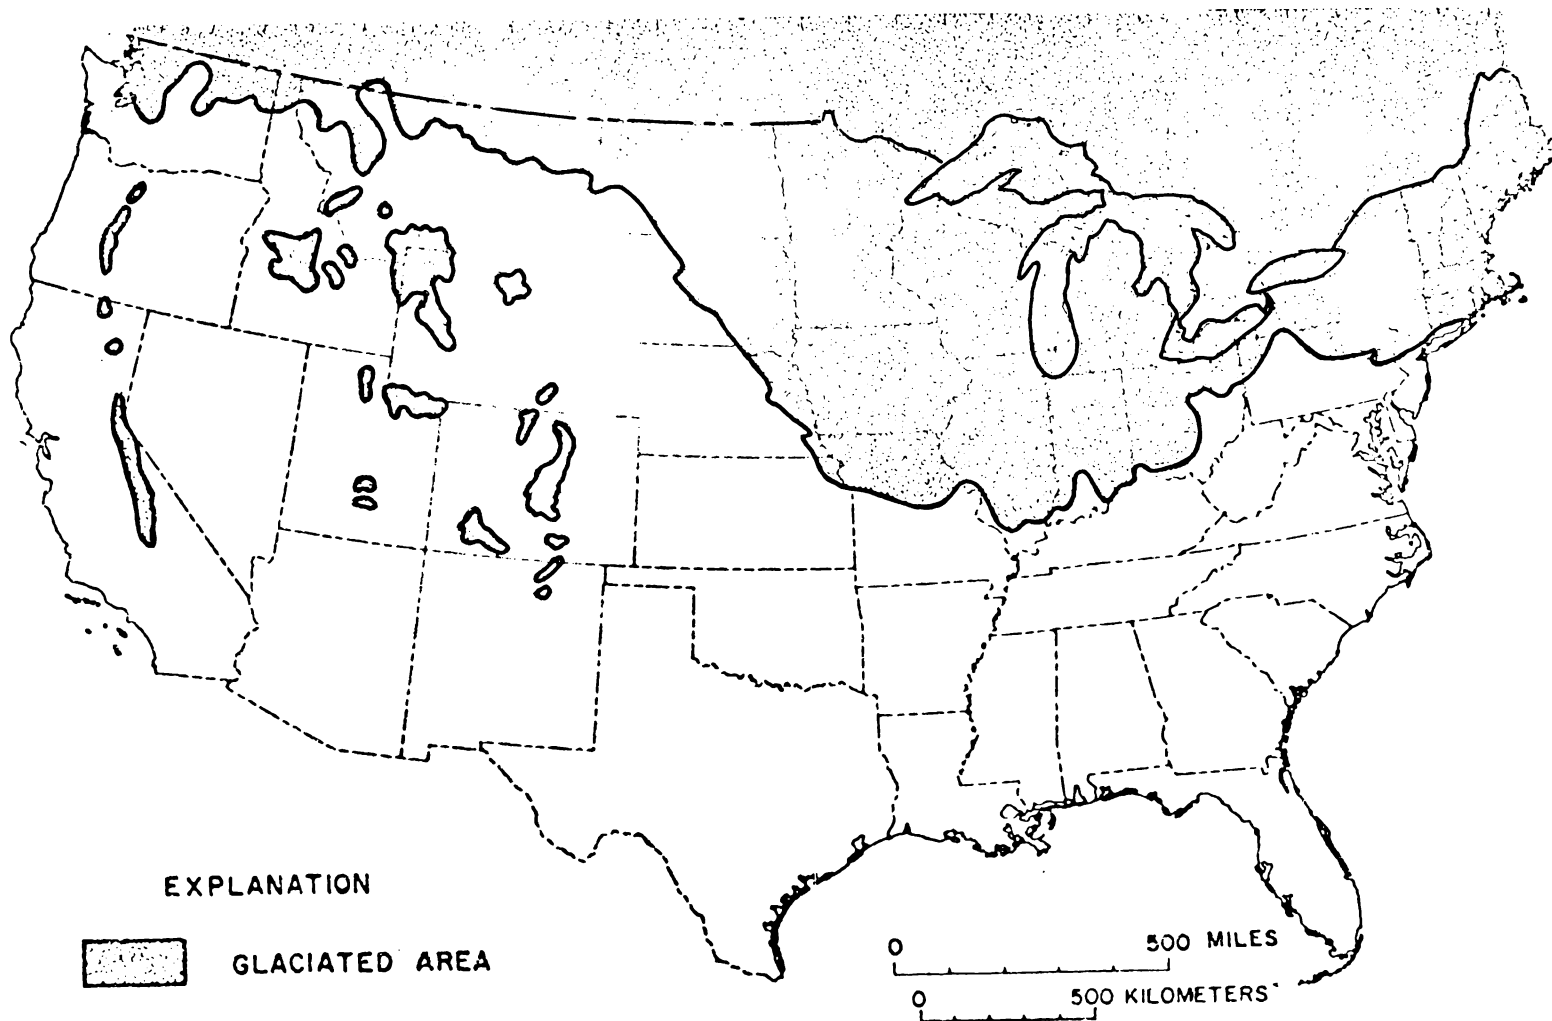 EXPLANATION
GLACIATED AREA
0 500 MILES
0 500 KILOMETERS